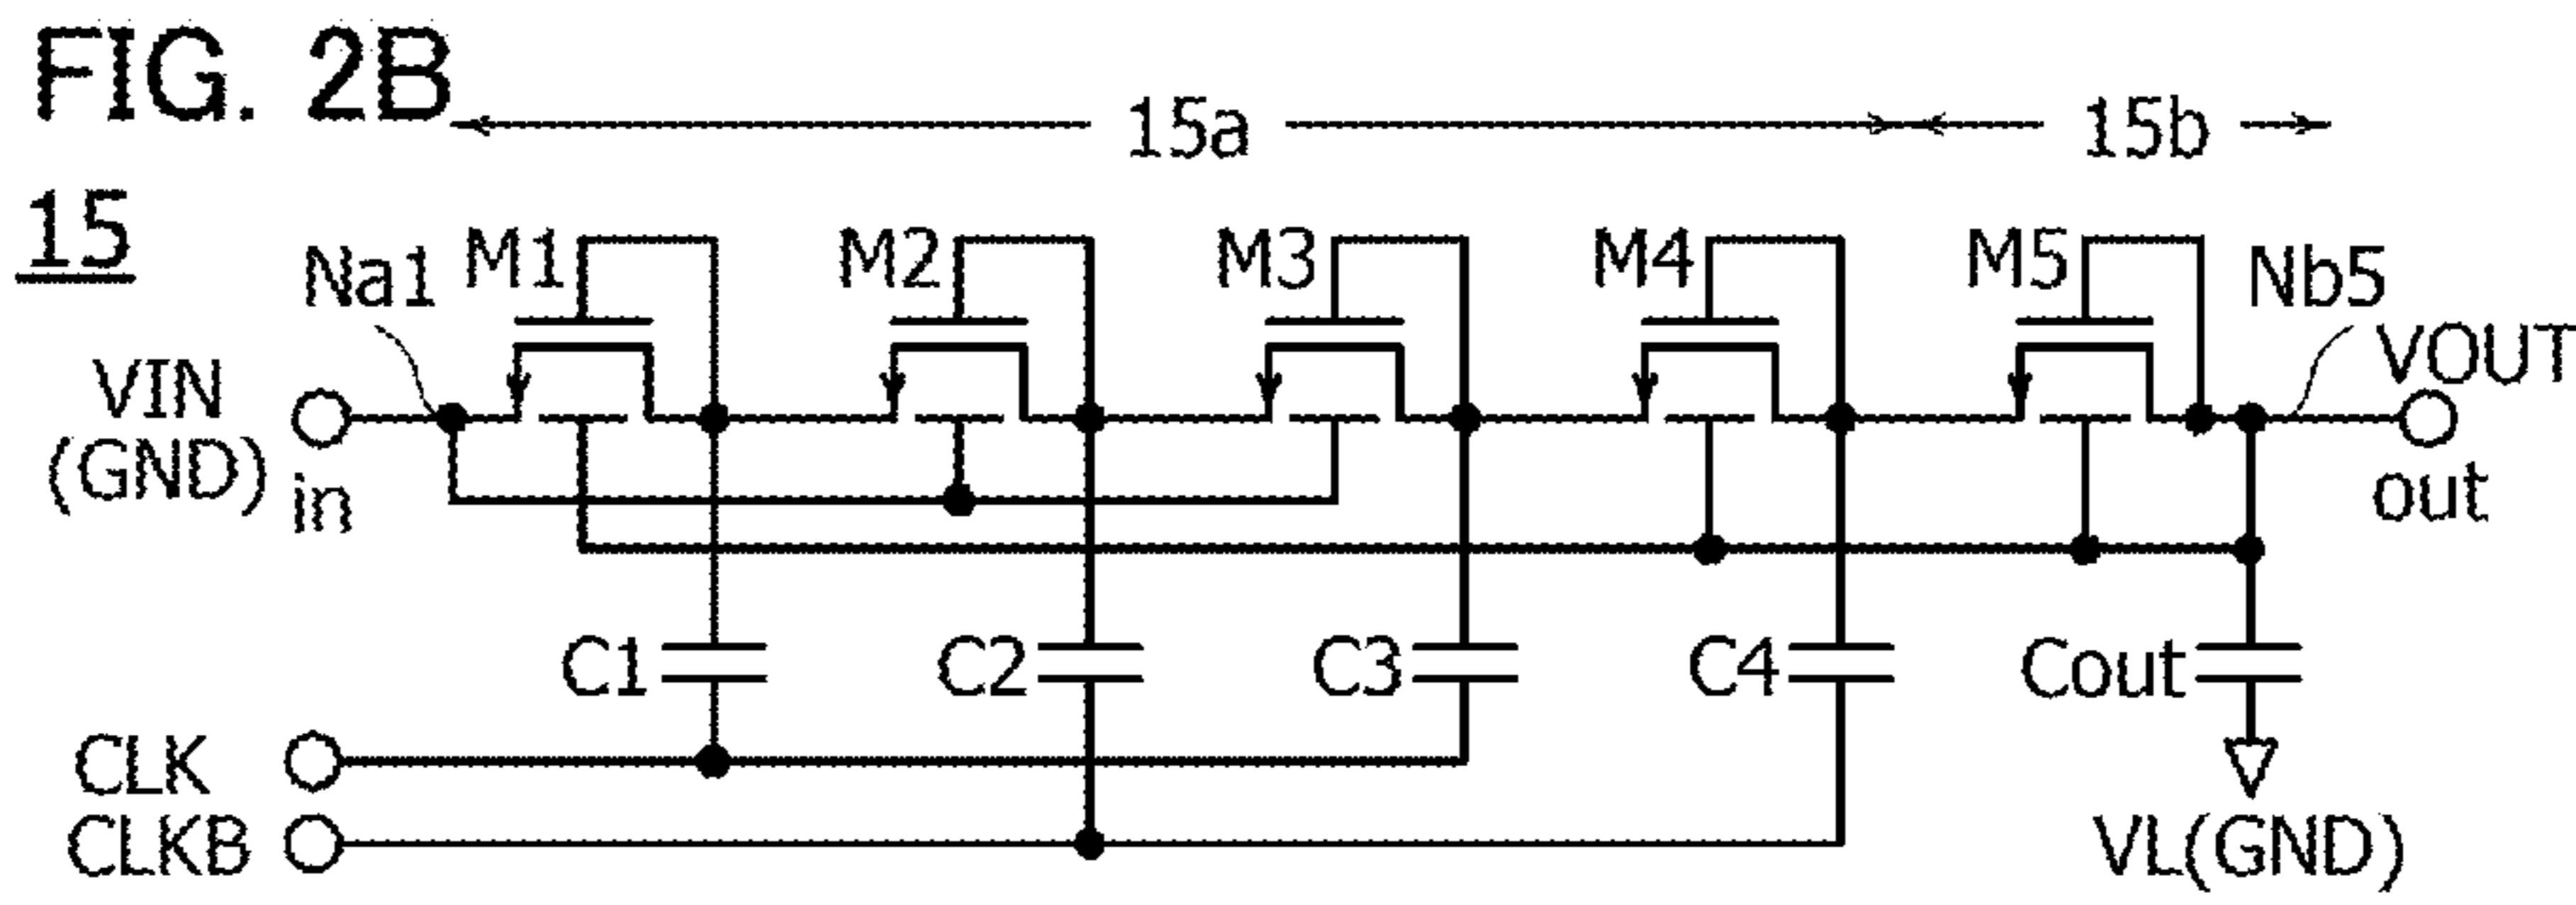 FIG. 2B
15a 15b
15
Na1 M1 M2 M3 M4 M5 Nb5
VIN
(GND)
in
VOUT
out
C1 C2 C3 C4 Cout
CLK
CLKB
VL(GND)